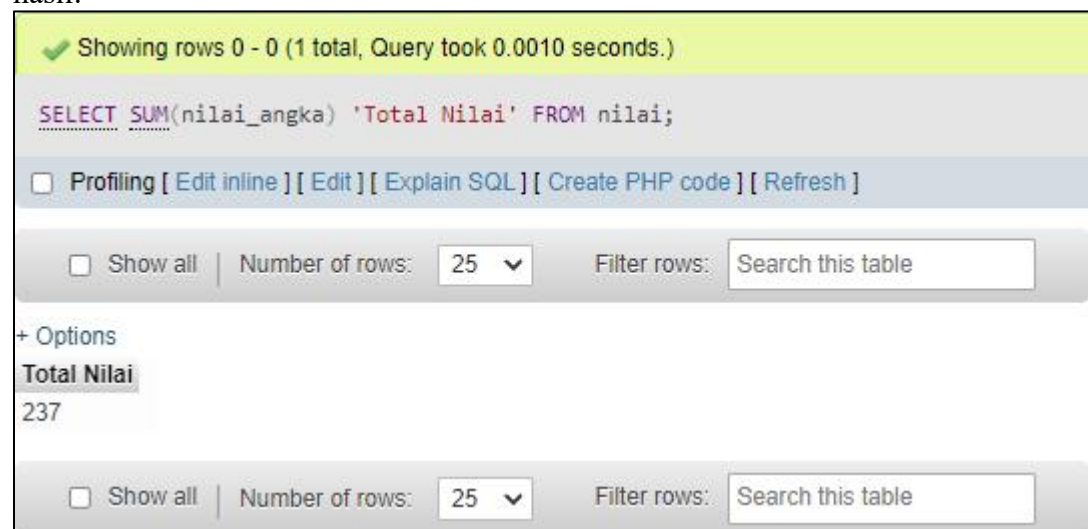 hasil:
Showing rows 0 - 0 (1 total, Query took 0.0010 seconds.)
SELECT SUM(nilai_angka) 'Total Nilai' FROM nilai;
Profiling [ Edit inline ] [ Edit ] [ Explain SQL ] [ Create PHP code ] [ Refresh ]
Show all | Number of rows: 25 Filter rows: Search this table
+ Options
Total Nilai
237
Show all | Number of rows: 25 Filter rows: Search this table